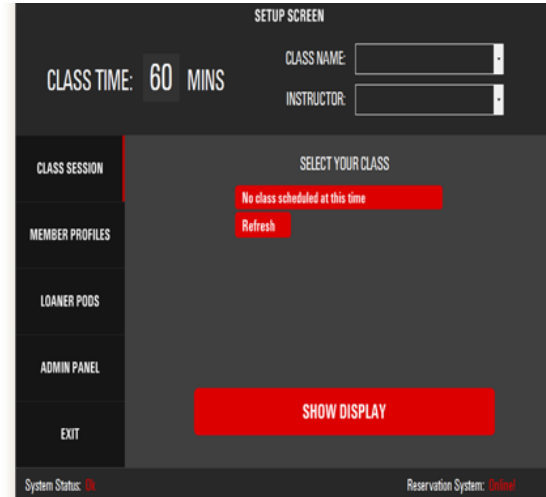 SETUP SCREEN
CLASS TIME: 60 MINS
CLASS NAME:
INSTRUCTOR:
CLASS SESSION
MEMBER PROFILES
LOANER PODS
ADMIN PANEL
EXIT
SELECT YOUR CLASS
No class scheduled at this time
Refresh
SHOW DISPLAY
System Status: Ok
Reservation System: Online!